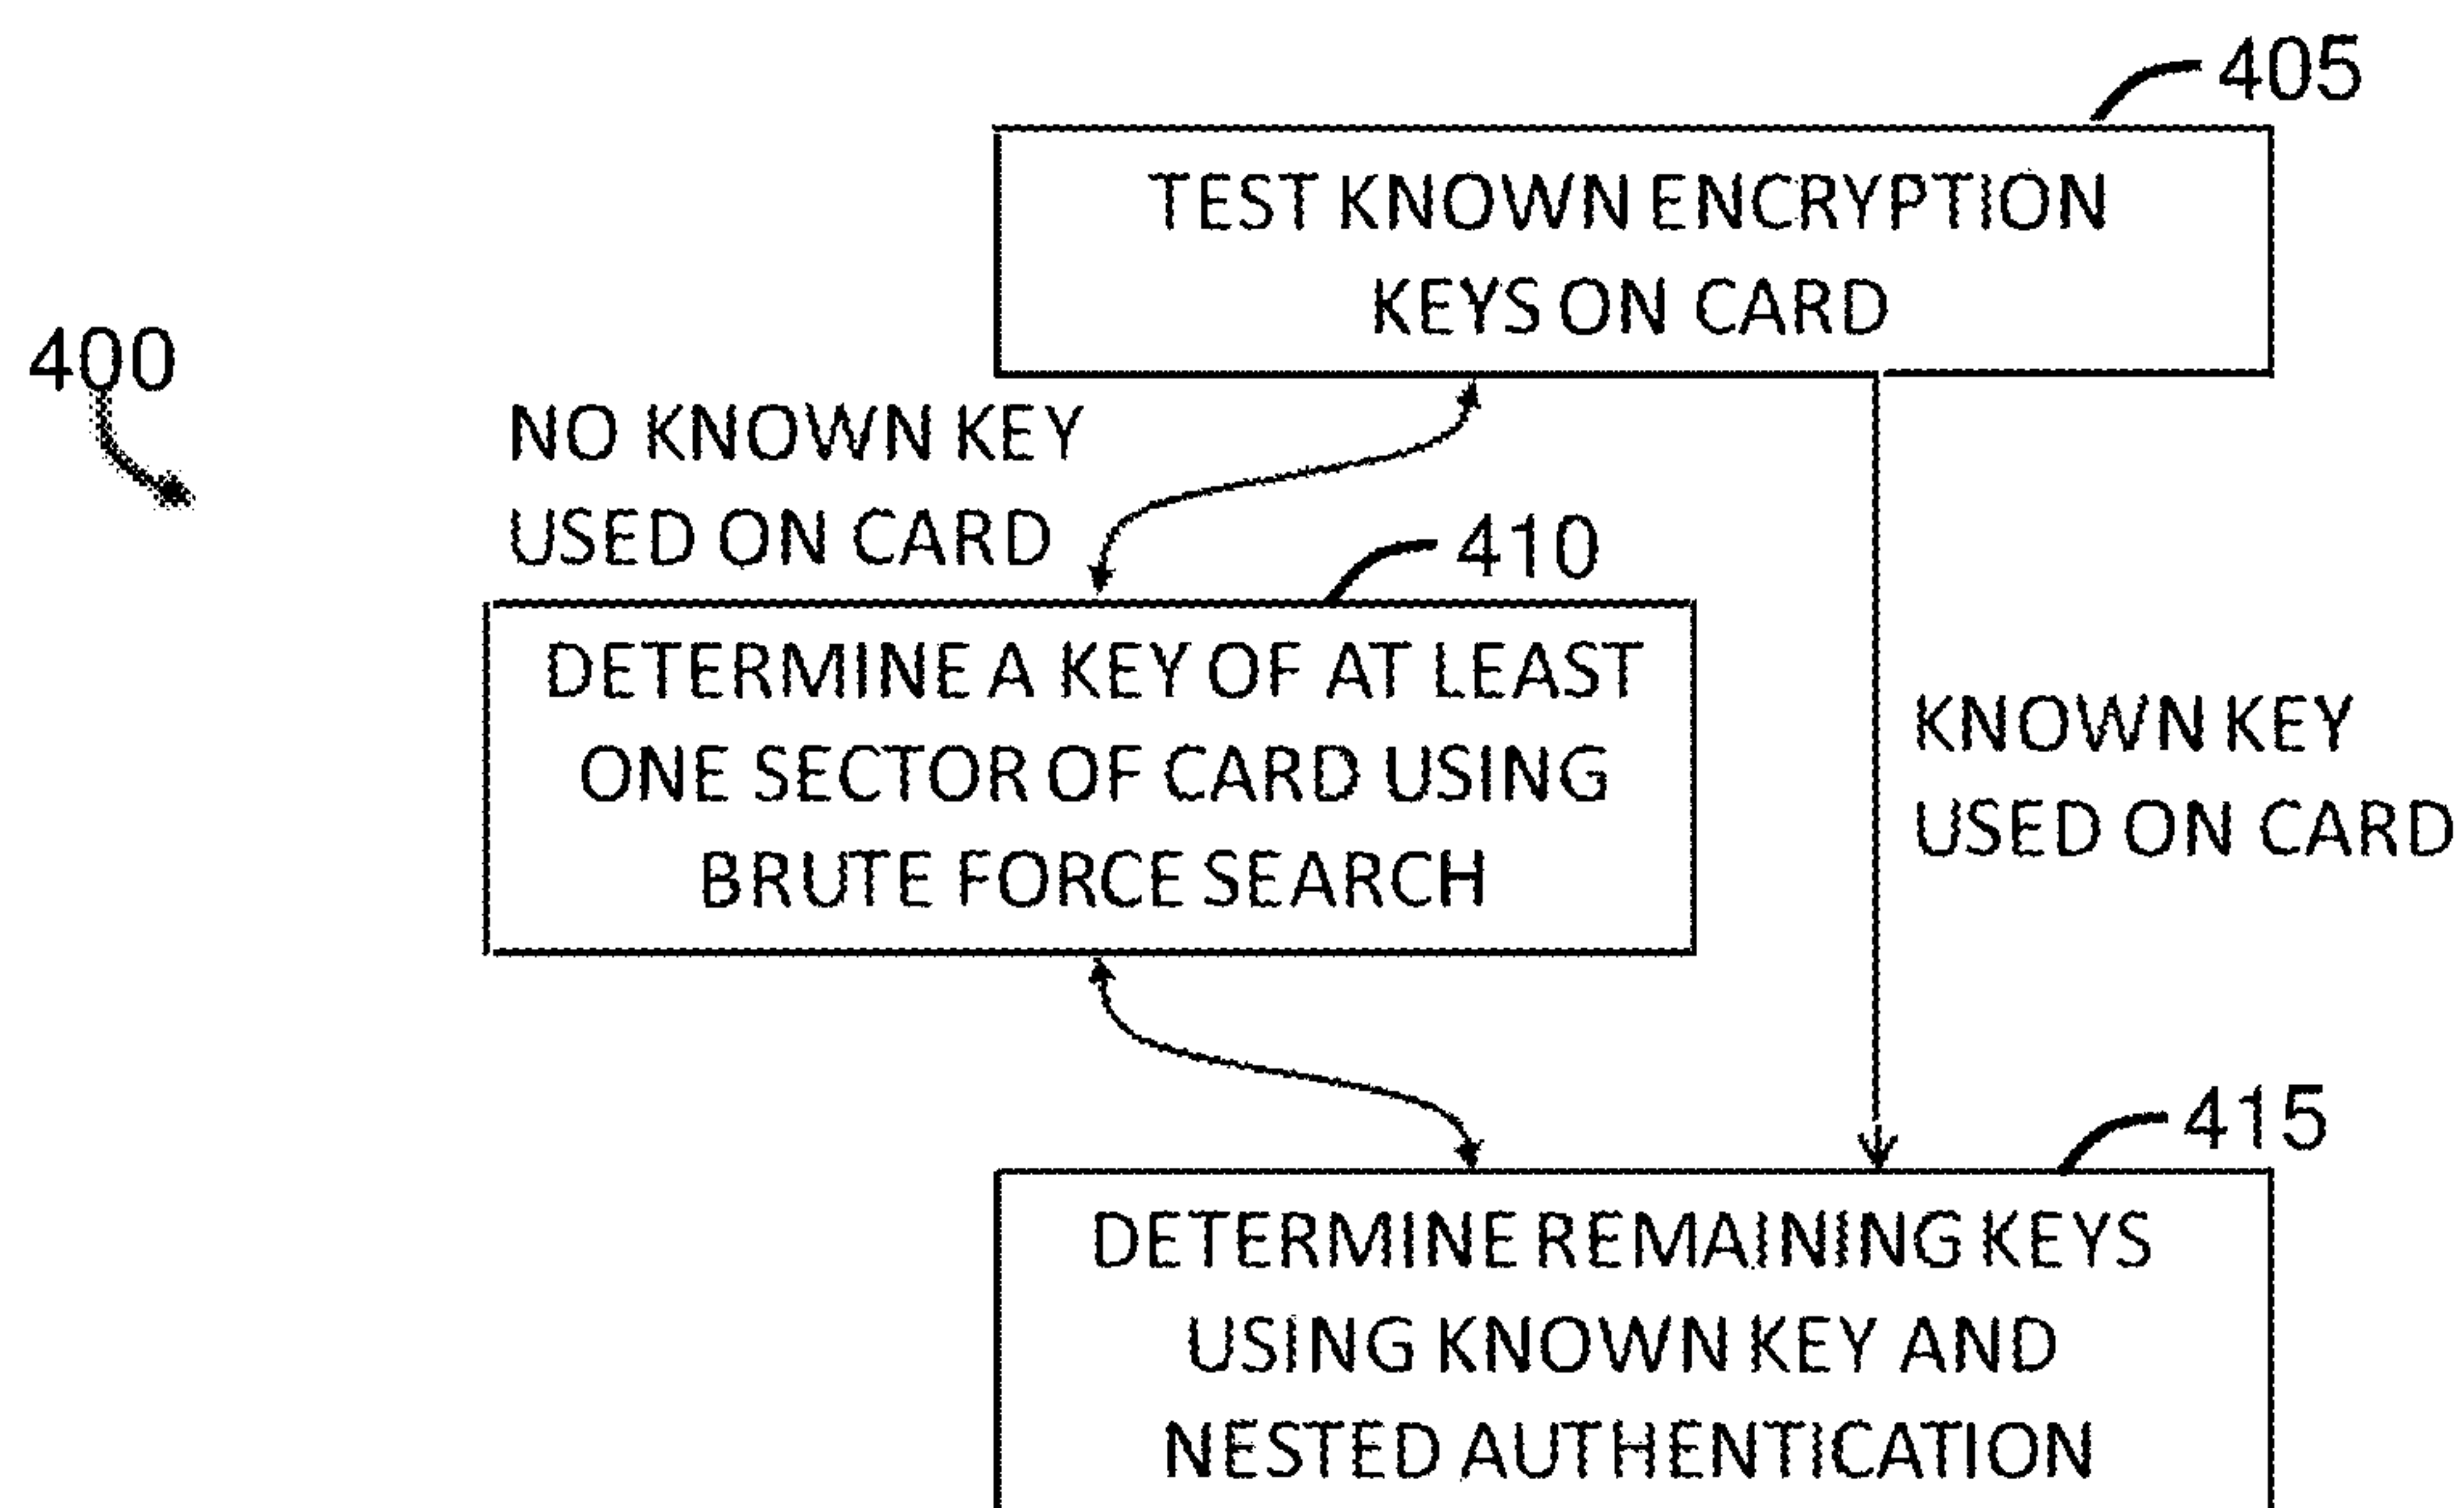 405
TEST KNOWN ENCRYPTION
KEYS ON CARD
400
NO KNOWN KEY
USED ON CARD
410
DETERMINE A KEY OF AT LEAST
ONE SECTOR OF CARD USING
BRUTE FORCE SEARCH
KNOWN KEY
USED ON CARD
415
DETERMINE REMAINING KEYS
USING KNOWN KEY AND
NESTED AUTHENTICATION